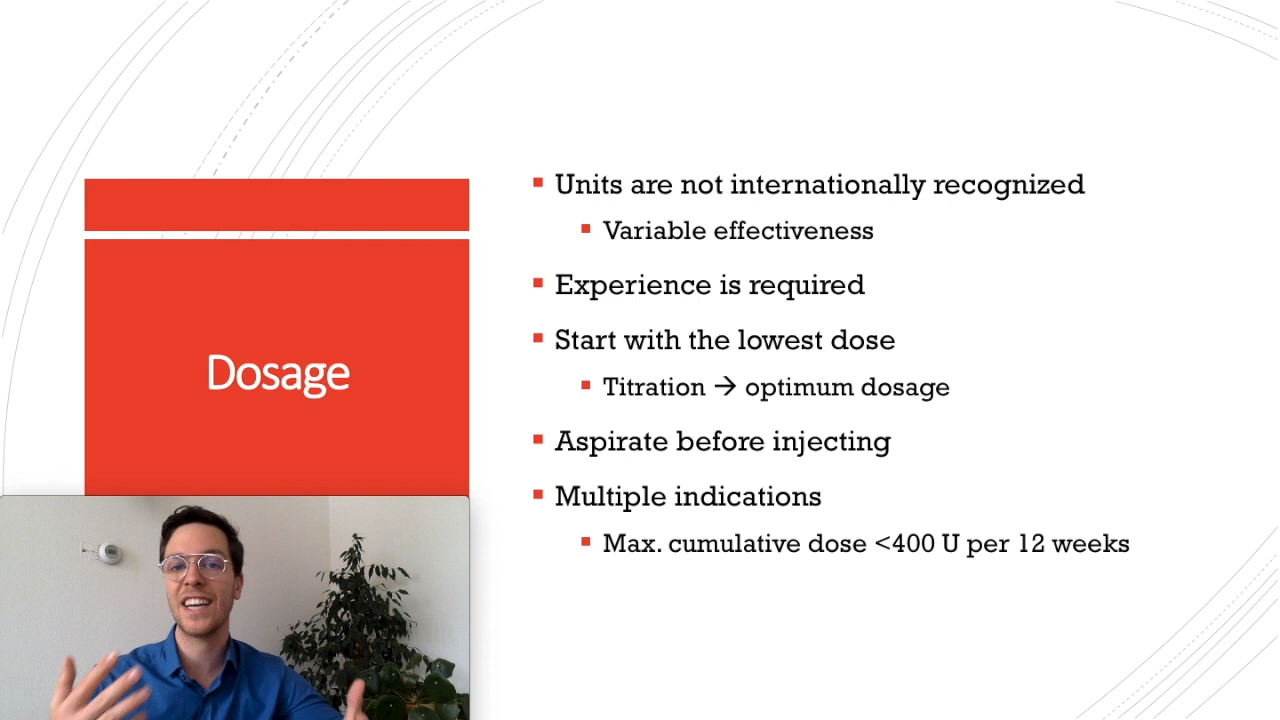 Dosage
Units are not internationally recognized
Variable effectiveness
Experience is required
Start with the lowest dose
Titration → optimum dosage
Aspirate before injecting
Multiple indications
Max. cumulative dose <400 U per 12 weeks